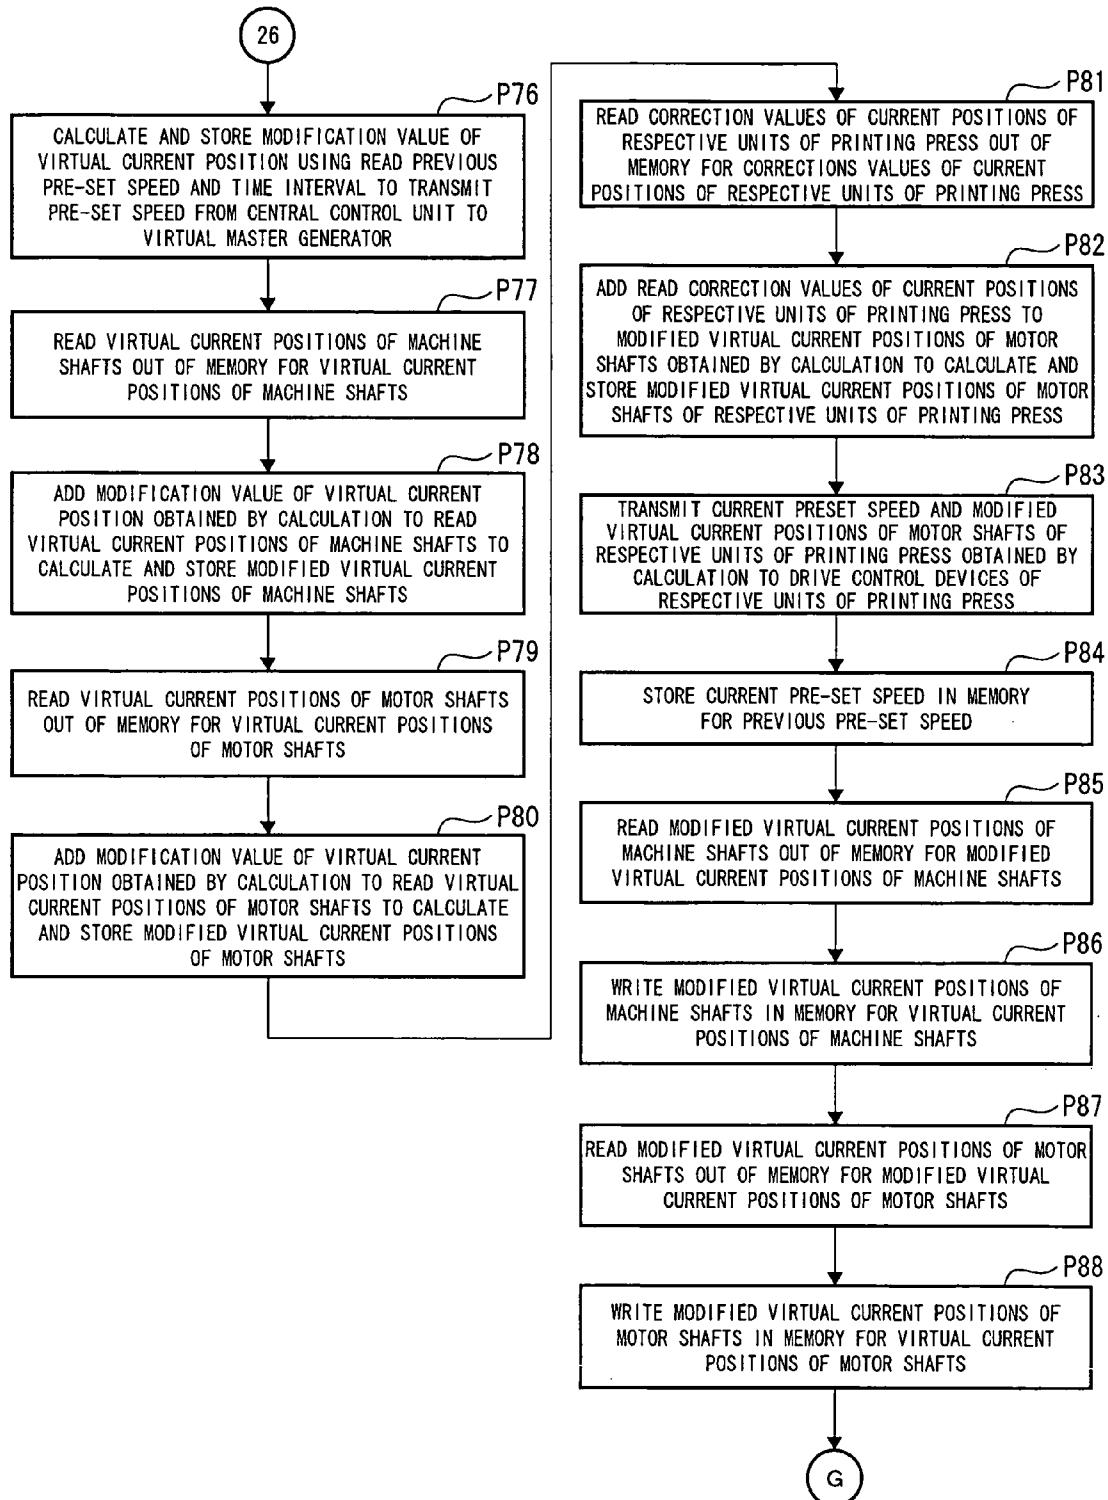 26
P76
CALCULATE AND STORE MODIFICATION VALUE OF
VIRTUAL CURRENT POSITION USING READ PREVIOUS
PRE-SET SPEED AND TIME INTERVAL TO TRANSMIT
PRE-SET SPEED FROM CENTRAL CONTROL UNIT TO
VIRTUAL MASTER GENERATOR
P77
READ VIRTUAL CURRENT POSITIONS OF MACHINE
SHAFTS OUT OF MEMORY FOR VIRTUAL CURRENT
POSITIONS OF MACHINE SHAFTS
P78
ADD MODIFICATION VALUE OF VIRTUAL CURRENT
POSITION OBTAINED BY CALCULATION TO READ
VIRTUAL CURRENT POSITIONS OF MACHINE SHAFTS TO
CALCULATE AND STORE MODIFIED VIRTUAL CURRENT
POSITIONS OF MACHINE SHAFTS
P79
READ VIRTUAL CURRENT POSITIONS OF MOTOR SHAFTS
OUT OF MEMORY FOR VIRTUAL CURRENT POSITIONS
OF MOTOR SHAFTS
P80
ADD MODIFICATION VALUE OF VIRTUAL CURRENT
POSITION OBTAINED BY CALCULATION TO READ VIRTUAL
CURRENT POSITIONS OF MOTOR SHAFTS TO CALCULATE
AND STORE MODIFIED VIRTUAL CURRENT POSITIONS
OF MOTOR SHAFTS
P81
READ CORRECTION VALUES OF CURRENT POSITIONS OF
RESPECTIVE UNITS OF PRINTING PRESS OUT OF
MEMORY FOR CORRECTIONS VALUES OF CURRENT
POSITIONS OF RESPECTIVE UNITS OF PRINTING PRESS
P82
ADD READ CORRECTION VALUES OF CURRENT POSITIONS
OF RESPECTIVE UNITS OF PRINTING PRESS TO
MODIFIED VIRTUAL CURRENT POSITIONS OF MOTOR
SHAFTS OBTAINED BY CALCULATION TO CALCULATE AND
STORE MODIFIED VIRTUAL CURRENT POSITIONS OF MOTOR
SHAFTS OF RESPECTIVE UNITS OF PRINTING PRESS
P83
TRANSMIT CURRENT PRESET SPEED AND MODIFIED
VIRTUAL CURRENT POSITIONS OF MOTOR SHAFTS OF
RESPECTIVE UNITS OF PRINTING PRESS OBTAINED BY
CALCULATION TO DRIVE CONTROL DEVICES OF
RESPECTIVE UNITS OF PRINTING PRESS
P84
STORE CURRENT PRE-SET SPEED IN MEMORY
FOR PREVIOUS PRE-SET SPEED
P85
READ MODIFIED VIRTUAL CURRENT POSITIONS OF
MACHINE SHAFTS OUT OF MEMORY FOR MODIFIED
VIRTUAL CURRENT POSITIONS OF MACHINE SHAFTS
P86
WRITE MODIFIED VIRTUAL CURRENT POSITIONS OF
MACHINE SHAFTS IN MEMORY FOR VIRTUAL CURRENT
POSITIONS OF MACHINE SHAFTS
P87
READ MODIFIED VIRTUAL CURRENT POSITIONS OF MOTOR
SHAFTS OUT OF MEMORY FOR MODIFIED VIRTUAL
CURRENT POSITIONS OF MOTOR SHAFTS
P88
WRITE MODIFIED VIRTUAL CURRENT POSITIONS OF
MOTOR SHAFTS IN MEMORY FOR VIRTUAL CURRENT
POSITIONS OF MOTOR SHAFTS
G